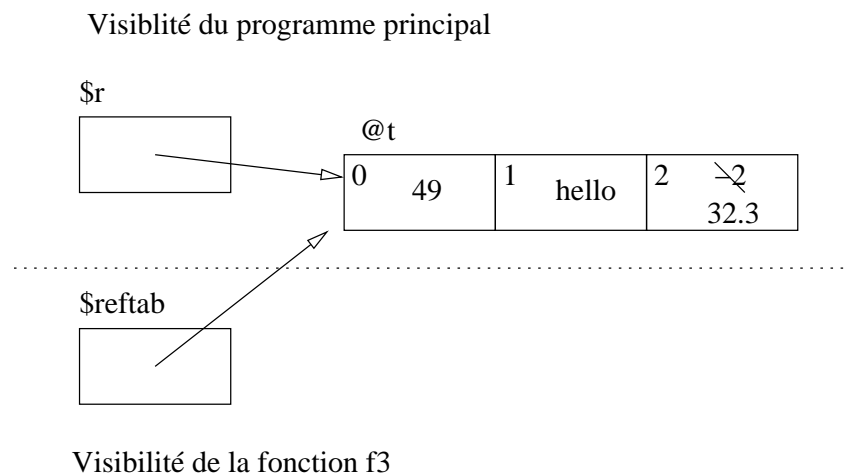 Visiblité du programme principal
$r
@t
0 49 1 hello 2 –2
32.3
$reftab
Visibilité de la fonction f3